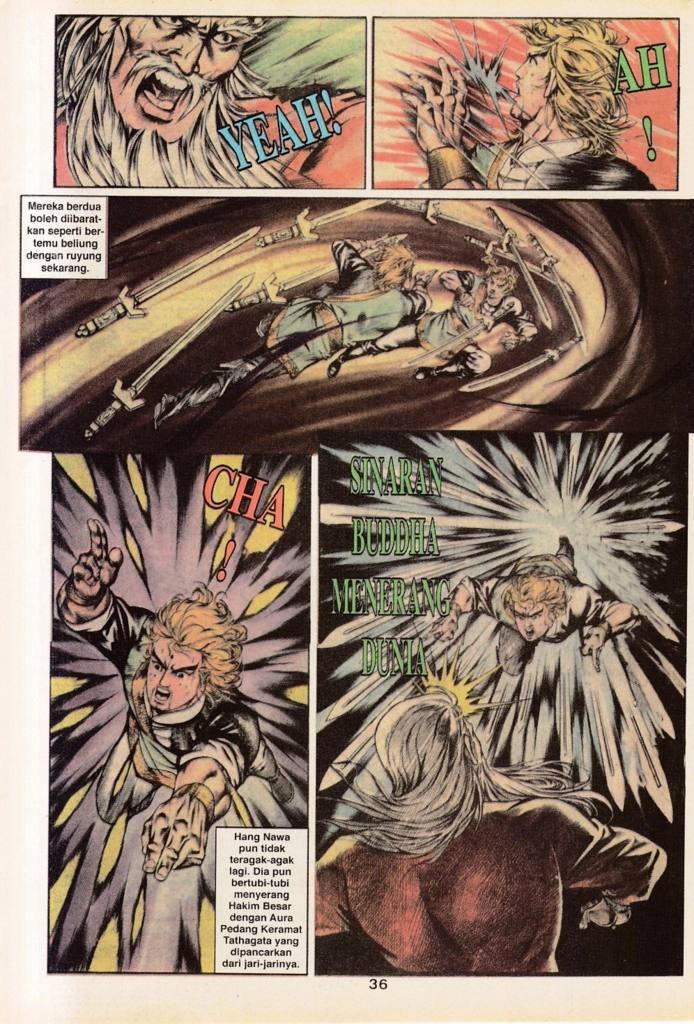 YEAH!
AH
!
Mereka berdua
boleh diibarat-
kan seperti ber-
temu beliung
dengan ruyung
sekarang.
CHA
!
Hang Nawa
pun tidak
teragak-agak
lagi. Dia pun
bertubi-tubi
menyerang
Hakim Besar
dengan Aura
Pedang Keramat
Tathagata yang
dipancarkan
dari jari-jarinya.
SINARAN
BUDDHA
MENERANG
DUNIA
36